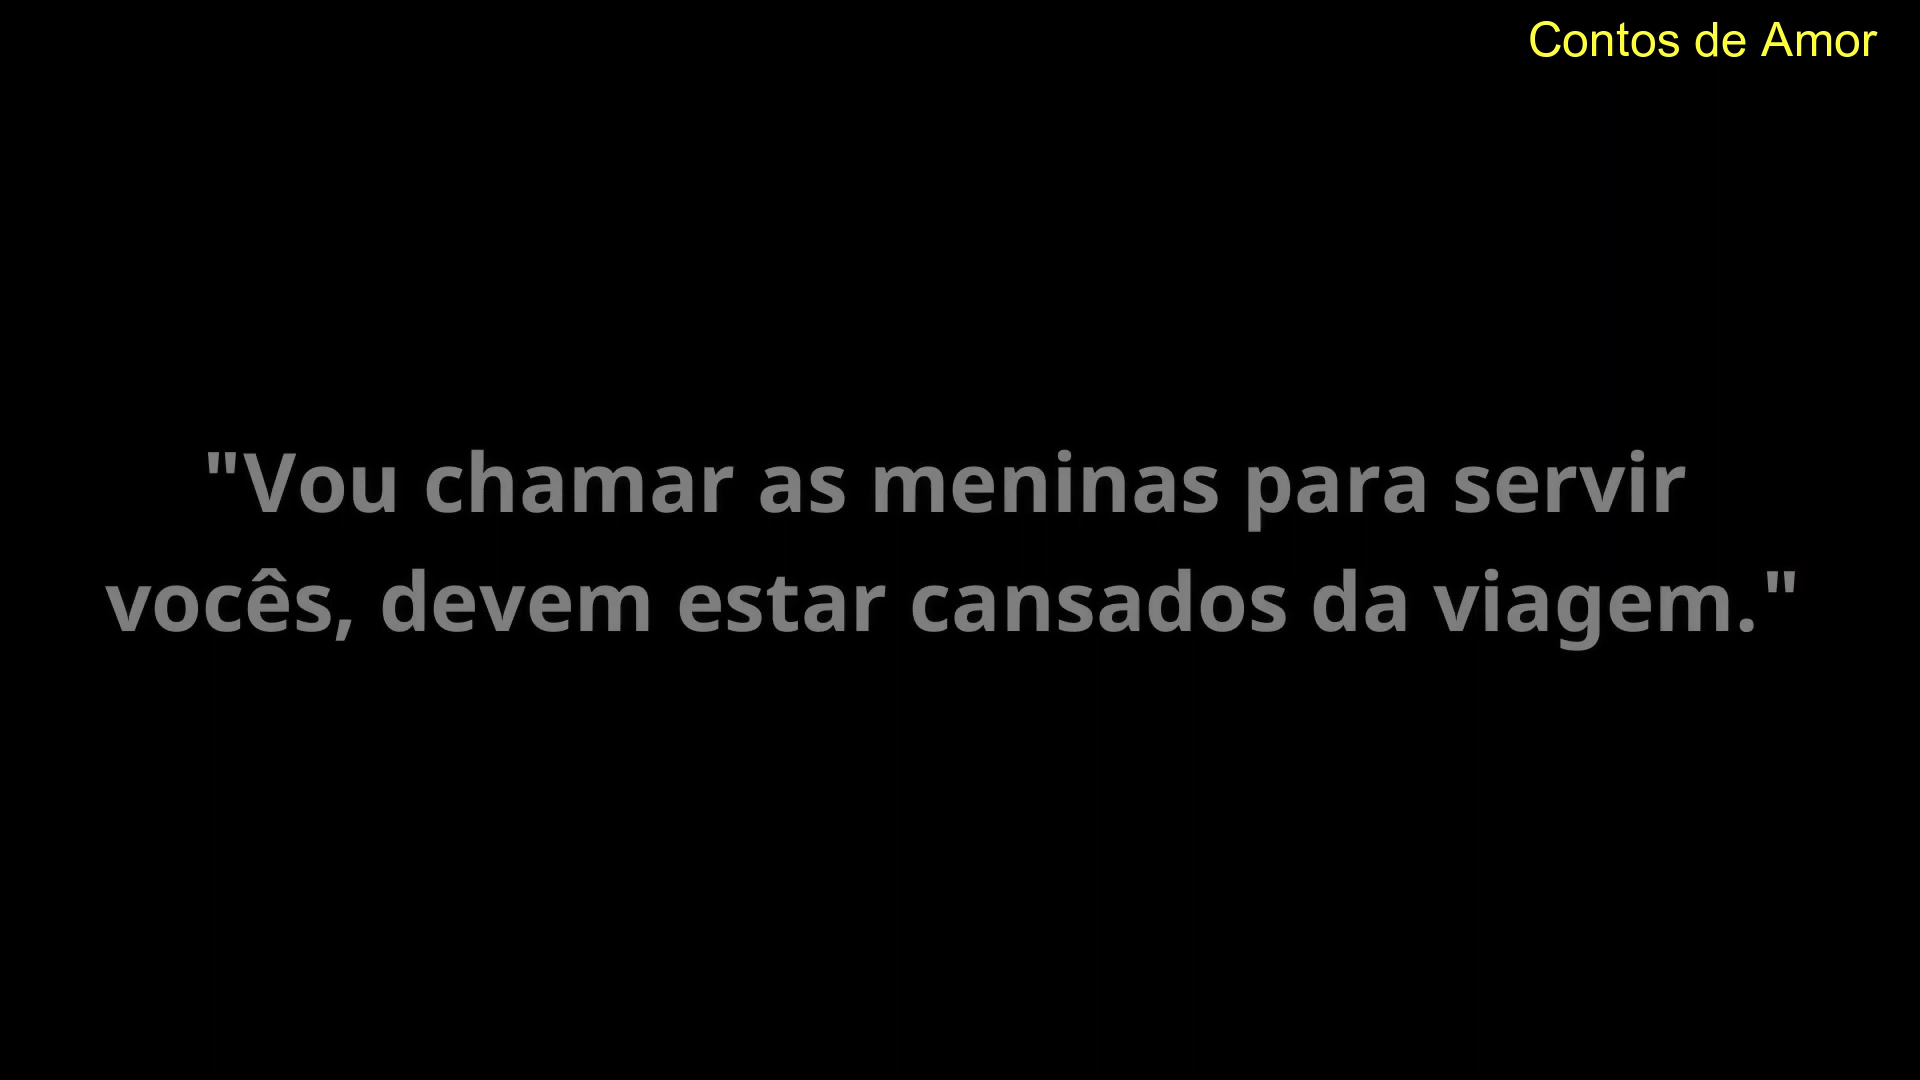 Contos de Amor
"Vou chamar as meninas para servir
vocês, devem estar cansados da viagem."